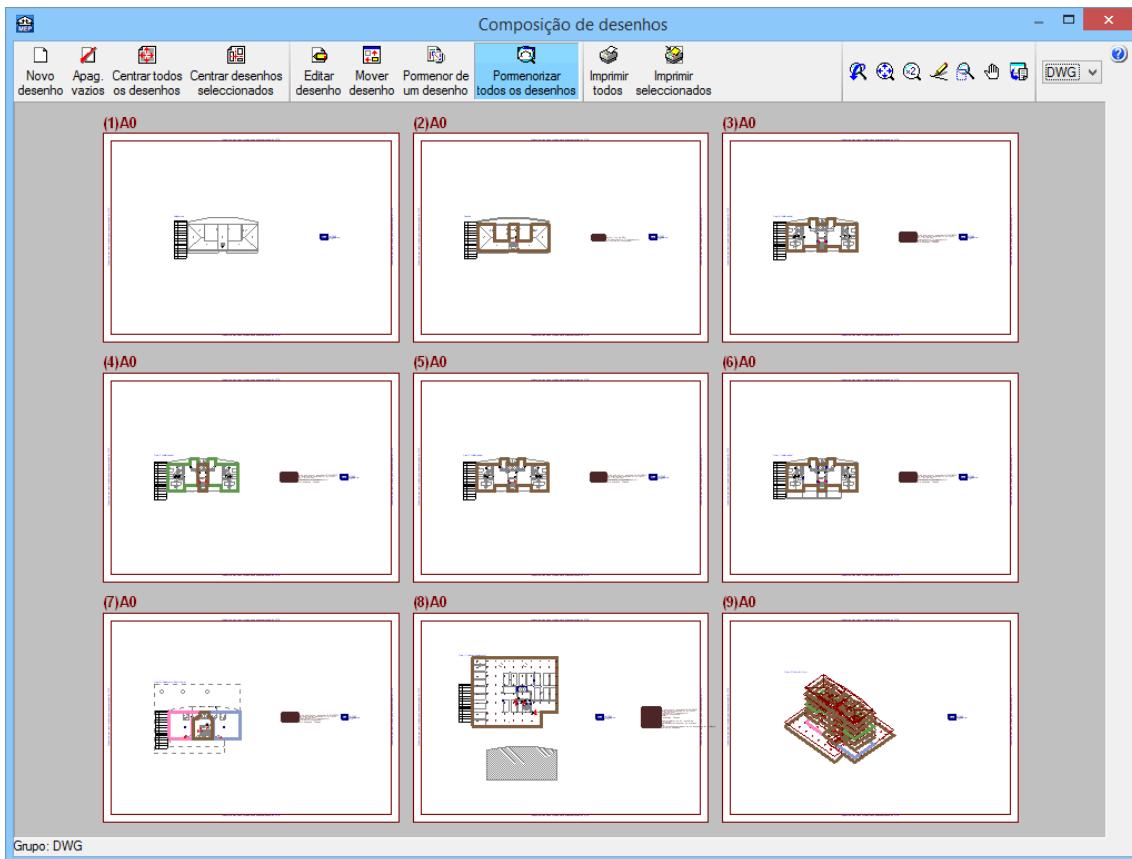 MEP
Composição de desenhos
Novo desenho
Apag. vazios
Centrar todos os desenhos
Centrar desenhos seleccionados
Editar desenho
Mover desenho
Pormenor de um desenho
Pormenorizar todos os desenhos
Imprimir todos
Imprimir seleccionados
DWG
(1)A0
(2)A0
(3)A0
(4)A0
(5)A0
(6)A0
(7)A0
(8)A0
(9)A0
Grupo: DWG